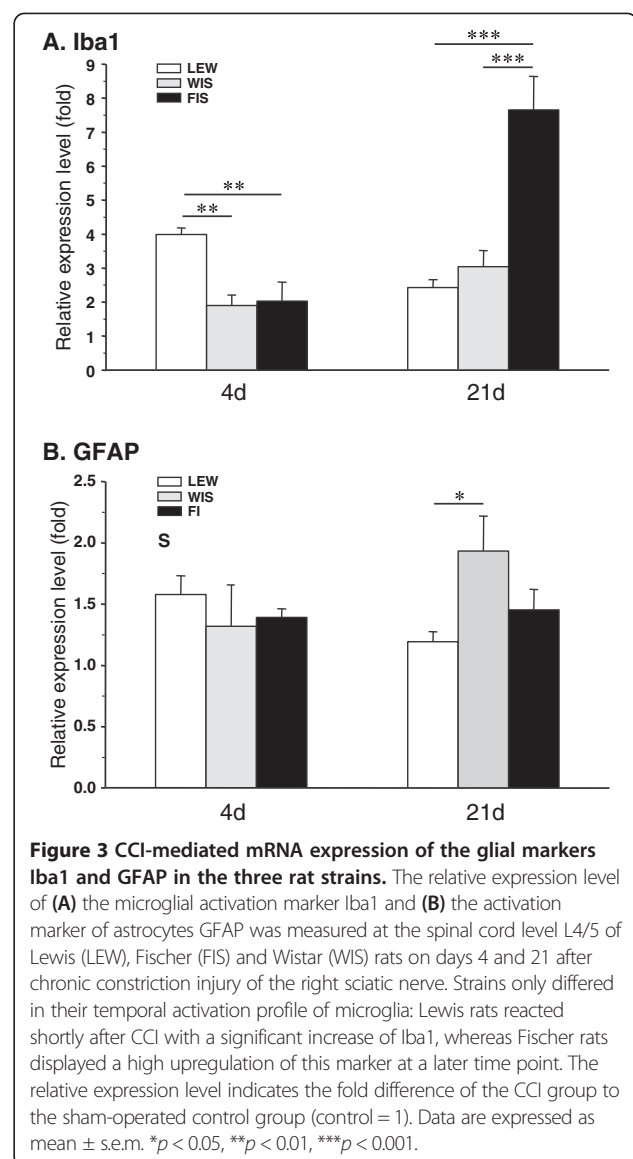 A. Iba1
Relative expression level (fold)
9
8
7
6
5
4
3
2
1
0
LEW
WIS
FIS
**
**
***
***
4d
21d
B. GFAP
Relative expression level (fold)
2.5
2.0
1.5
1.0
0.5
0.0
LEW
WIS
FI
S
*
4d
21d
Figure 3 CCI-mediated mRNA expression of the glial markers
Iba1 and GFAP in the three rat strains. The relative expression level
of (A) the microglial activation marker Iba1 and (B) the activation
marker of astrocytes GFAP was measured at the spinal cord level L4/5 of
Lewis (LEW), Fischer (FIS) and Wistar (WIS) rats on days 4 and 21 after
chronic constriction injury of the right sciatic nerve. Strains only differed
in their temporal activation profile of microglia: Lewis rats reacted
shortly after CCI with a significant increase of Iba1, whereas Fischer rats
displayed a high upregulation of this marker at a later time point. The
relative expression level indicates the fold difference of the CCI group to
the sham-operated control group (control = 1). Data are expressed as
mean ± s.e.m. *p < 0.05, **p < 0.01, ***p < 0.001.